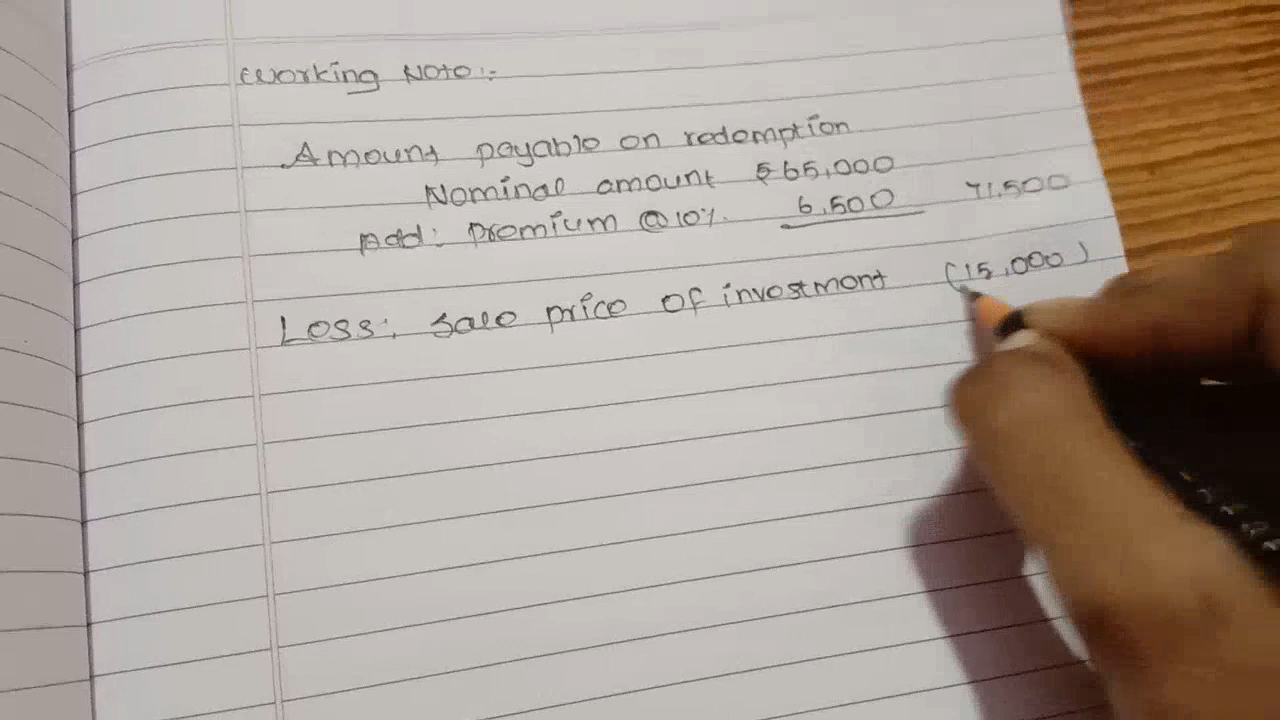 Working Note:-
Amount payable on redemption
Nominal amount $65,000
Add: Premium @10%. 6,500 71,500
Loss: Sale price of investment (15,000)